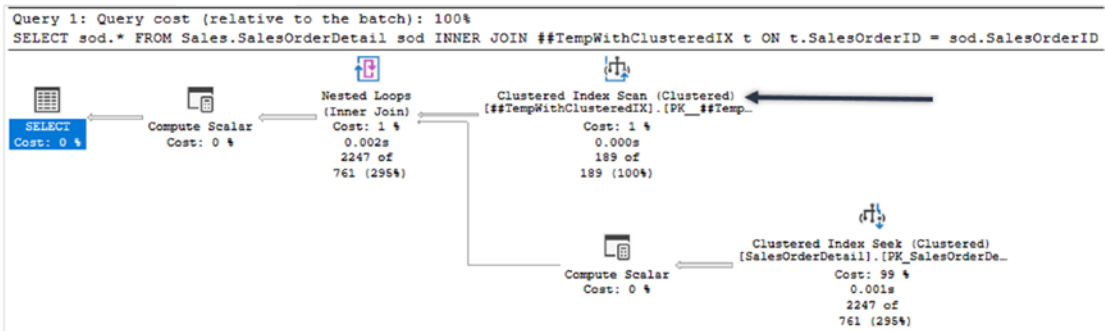 Query 1: Query cost (relative to the batch): 100%
SELECT sod.* FROM Sales.SalesOrderDetail sod INNER JOIN ##TempWithClusteredIX t ON t.SalesOrderID = sod.SalesOrderID
SELECT
Cost: 0 %
Compute Scalar
Cost: 0 %
Nested Loops
(Inner Join)
Cost: 1 %
0.002s
2247 of
761 (295%)
Clustered Index Scan (Clustered)
[##TempWithClusteredIX].[PK__##Temp…
Cost: 1 %
0.000s
189 of
189 (100%)
Compute Scalar
Cost: 0 %
Clustered Index Seek (Clustered)
[SalesOrderDetail].[PK_SalesOrderDe…
Cost: 99 %
0.001s
2247 of
761 (295%)